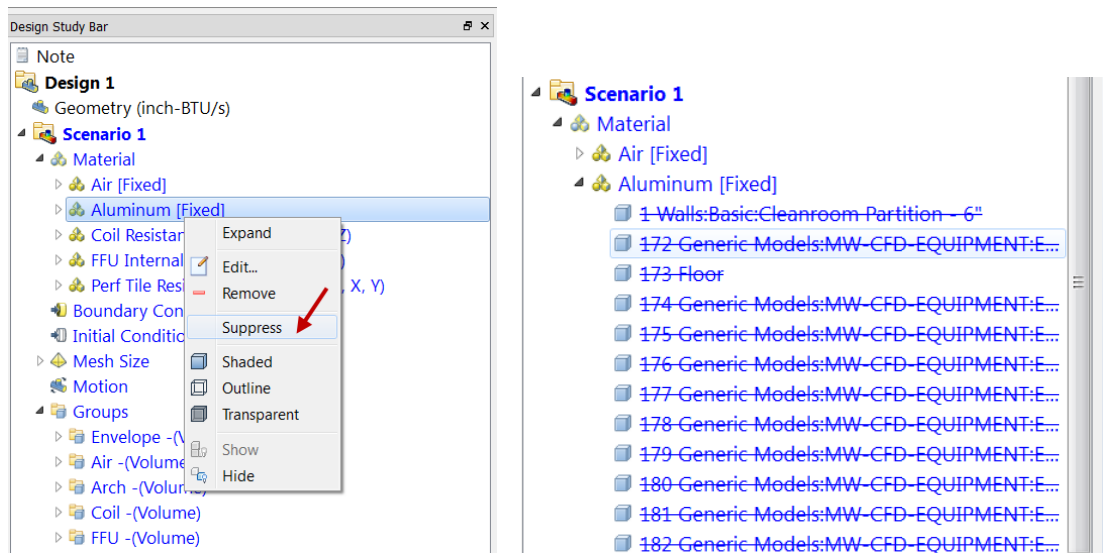 Design Study Bar
Note
Design 1
Geometry (inch-BTU/s)
Scenario 1
Material
Air [Fixed]
Aluminum [Fixed]
Coil Resistar Z)
FFU Internal )
Perf Tile Resi , X, Y)
Boundary Con
Initial Conditio
Mesh Size
Motion
Groups
Envelope -(V
Air -(Volume
Arch -(Volume)
Coil -(Volume)
FFU -(Volume)
Expand
Edit...
Remove
Suppress
Shaded
Outline
Transparent
Show
Hide
Scenario 1
Material
Air [Fixed]
Aluminum [Fixed]
1 Walls:Basic:Cleanroom Partition - 6"
172 Generic Models:MW-CFD-EQUIPMENT:E...
173 Floor
174 Generic Models:MW-CFD-EQUIPMENT:E...
175 Generic Models:MW-CFD-EQUIPMENT:E...
176 Generic Models:MW-CFD-EQUIPMENT:E...
177 Generic Models:MW-CFD-EQUIPMENT:E...
178 Generic Models:MW-CFD-EQUIPMENT:E...
179 Generic Models:MW-CFD-EQUIPMENT:E...
180 Generic Models:MW-CFD-EQUIPMENT:E...
181 Generic Models:MW-CFD-EQUIPMENT:E...
182 Generic Models:MW-CFD-EQUIPMENT:E...